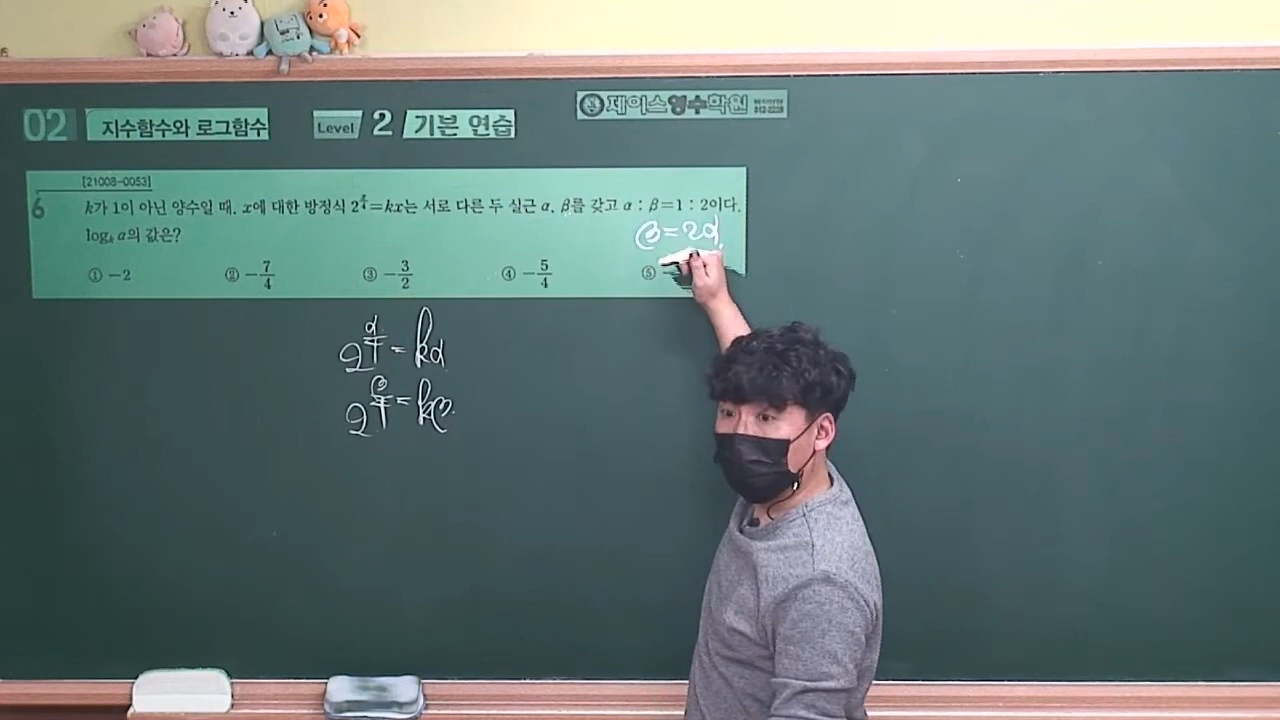 02 지수함수와 로그함수 Level 2 기본 연습
제이스영수학원
[21008-0053]
6 k가 1이 아닌 양수일 때, x에 대한 방정식 2^{x/4}=kx는 서로 다른 두 실근 α, β를 갖고 α : β=1 : 2이다.
log_k α의 값은?
β=2α
① -2 ② -7/4 ③ -3/2 ④ -5/4 ⑤
2^{α/4}=kα
2^{β/4}=kβ.